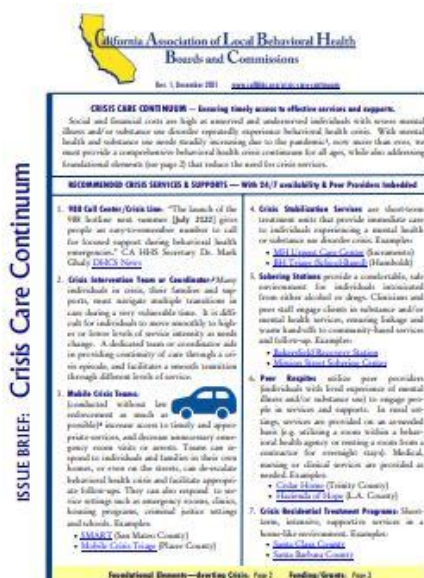 California Association of Local Behavioral Health
Boards and Commissions
CRISIS CARE CONTINUUM — Ensuring timely access to effective services and supports.
Social and financial costs are high as unserved and underserved individuals with severe mental
illness and/or substance use disorder repeatedly experience behavioral health crisis. With mental
health and substance use needs steadily increasing due to the pandemic¹, now more than ever, we
must provide a comprehensive behavioral health crisis continuum for all ages, while also addressing
foundational elements (see page 2) that reduce the need for crisis services.
RECOMMENDED CRISIS SERVICES & SUPPORTS — With 24/7 availability & Peer Providers Imbedded
ISSUE BRIEF: Crisis Care Continuum
1. 988 Call Center/Crisis Line: "The launch of the
988 hotline next summer [July 2022] gives
people an easy-to-remember number to call
for focused support during behavioral health
emergencies." CA HHS Secretary Dr. Mark
Ghaly DHCS News
2. Crisis Intervention Team or Coordinator:² Many
individuals in crisis, their families and sup-
ports, must navigate multiple transitions in
care during a very vulnerable time. It is diffi-
cult for individuals to move smoothly to high-
er or lower levels of service intensity as needs
change. A dedicated team or coordinator aids
in providing continuity of care through a cri-
sis episode, and facilitates a smooth transition
through different levels of service.
3. Mobile Crisis Teams:
(conducted without law
enforcement as much as
possible)³ increase access to timely and appro-
priate services, and decrease unnecessary emer-
gency room visits or arrests. Teams can re-
spond to individuals and families in their own
homes, or even on the streets, can de-escalate
behavioral health crisis and facilitate appropri-
ate follow-ups. They can also respond to ser-
vice settings such as emergency rooms, clinics,
housing programs, criminal justice settings
and schools. Examples:
• SMART (San Mateo County)
• Mobile Crisis Triage (Placer County)
4. Crisis Stabilization Services are short-term
treatment units that provide immediate care
to individuals experiencing a mental health
or substance use disorder crisis. Examples:
• MH Urgent Care Center (Sacramento)
• (Humboldt)
5. Sobering Stations provide a comfortable, safe
environment for individuals intoxicated
from either alcohol or drugs. Clinicians and
peer staff engage clients in substance and/or
mental health services, ensuring linkage and
warm handoffs to community-based services
and follow-up. Examples:
• Bakersfield Recovery Station
• Mission Street Sobering Center
6. Peer Respites utilize peer providers
(individuals with lived experience of mental
illness and/or substance use) to engage peo-
ple in services and supports. In most set-
tings, services are provided on an as-needed
basis (e.g. utilizing a room within a behav-
ioral health agency or renting a room from a
contractor for overnight stays). Medical,
nursing or clinical services are provided as
needed. Examples:
• Cedar Home (Trinity County)
• Hacienda of Hope (L.A. County)
7. Crisis Residential Treatment Programs: Short-
term, intensive, supportive services in a
home-like environment. Examples:
• Santa Clara County
• Santa Barbara County
Foundational Elements—Averting Crisis: Page 2 Funding/Grants: Page 3